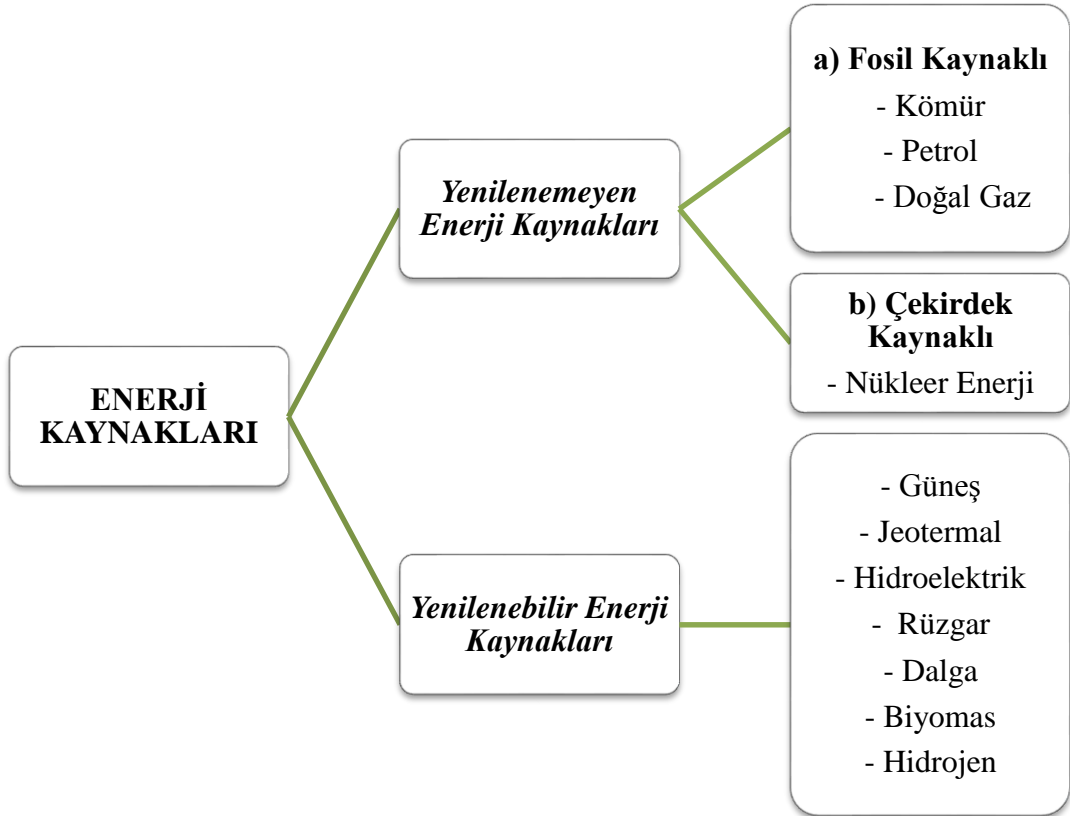 ENERJİ
KAYNAKLARI
Yenilenemeyen
Enerji Kaynakları
a) Fosil Kaynaklı
- Kömür
- Petrol
- Doğal Gaz
b) Çekirdek
Kaynaklı
- Nükleer Enerji
Yenilenebilir Enerji
Kaynakları
- Güneş
- Jeotermal
- Hidroelektrik
- Rüzgar
- Dalga
- Biyomas
- Hidrojen